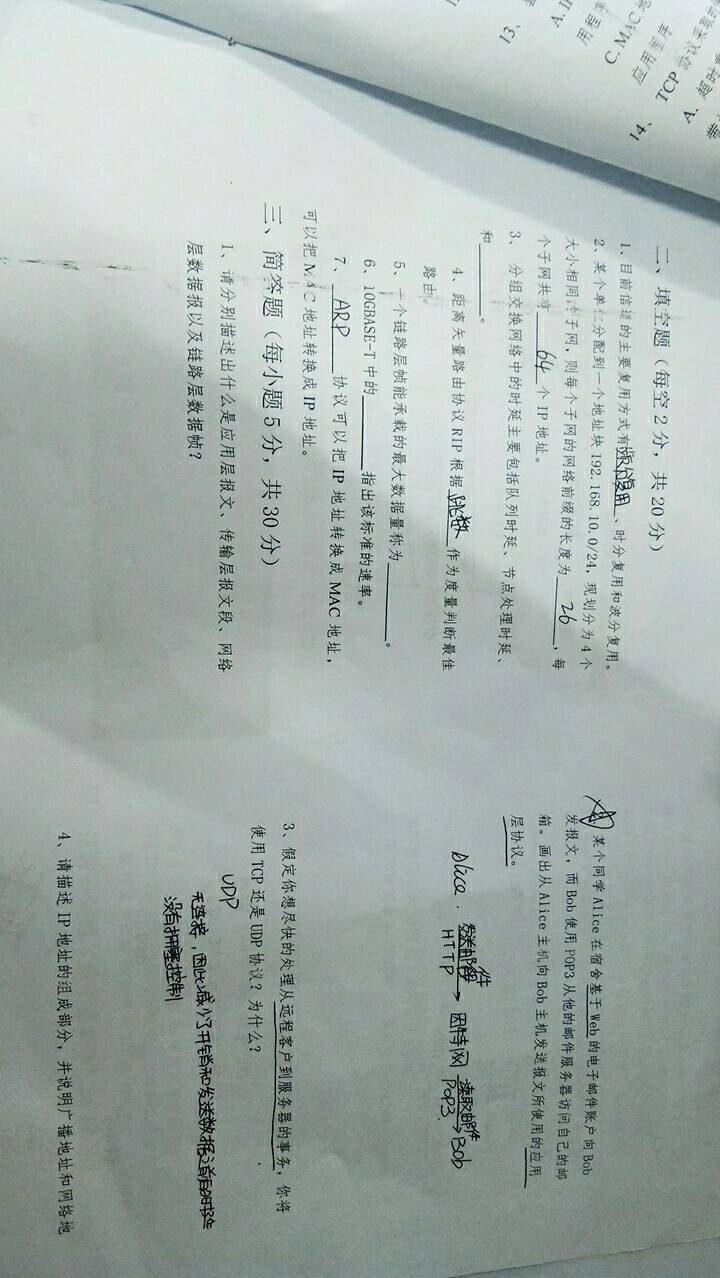 13、
A.
用程序
C. MAC
应用程序
14、 TCP 协议采取
A. 超时
二、填空题（每空 2 分，共 20 分）
1、目前信道的主要复用方式有频分复用、时分复用和波分复用。
2、某个单位分配到一个地址块 192.168.10.0/24，现划分为 4 个
大小相同的子网，则每个子网的网络前缀的长度为 26，每
个子网共有 64 个 IP 地址。
3、分组交换网络中的时延主要包括队列时延、节点处理时延、
和 。
4、距离矢量路由协议 RIP 根据 跳数 作为度量判断最佳
路由。
5、一个链路层帧能承载的最大数据量称为 。
6、10GBASE-T 中的 指出该标准的速率。
7、ARP 协议可以把 IP 地址转换成 MAC 地址，
可以把 MAC 地址转换成 IP 地址。
三、简答题（每小题 5 分，共 30 分）
1、请分别描述出什么是应用层报文、传输层报文段、网络
层数据报以及链路层数据帧？
某个同学 Alice 在宿舍基于 Web 的电子邮件账户向 Bob
发报文，而 Bob 使用 POP3 从他的邮件服务器访问自己的邮
箱。画出从 Alice 主机向 Bob 主机发送报文所使用的应用
层协议。
Alice 发送邮件 HTTP → 因特网 读取邮件 POP3 → Bob
3、假定你想尽快的处理从远程客户到服务器的事务，你将
使用 TCP 还是 UDP 协议？为什么？
UDP
无连接，因此减少了开销和发送数据之前的时延
没有拥塞控制
4、请描述 IP 地址的组成部分，并说明广播地址和网络地